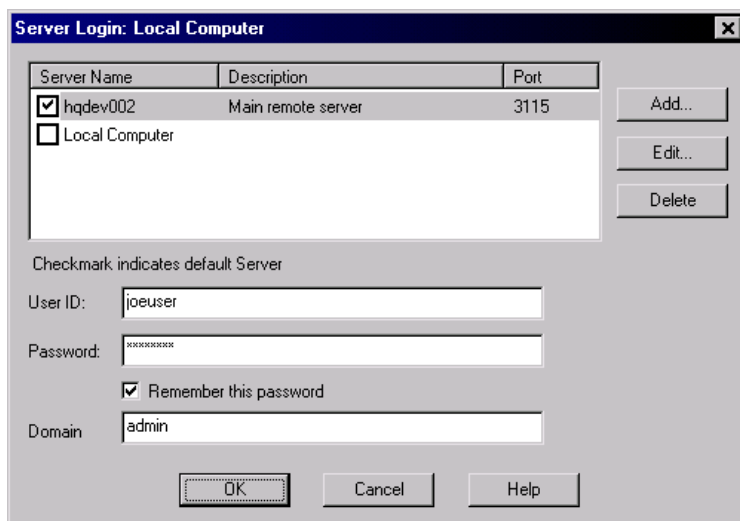 Server Login: Local Computer
Server Name Description Port
hqdev002 Main remote server 3115
Local Computer
Add...
Edit...
Delete
Checkmark indicates default Server
User ID: joeuser
Password: ********
Remember this password
Domain admin
OK Cancel Help